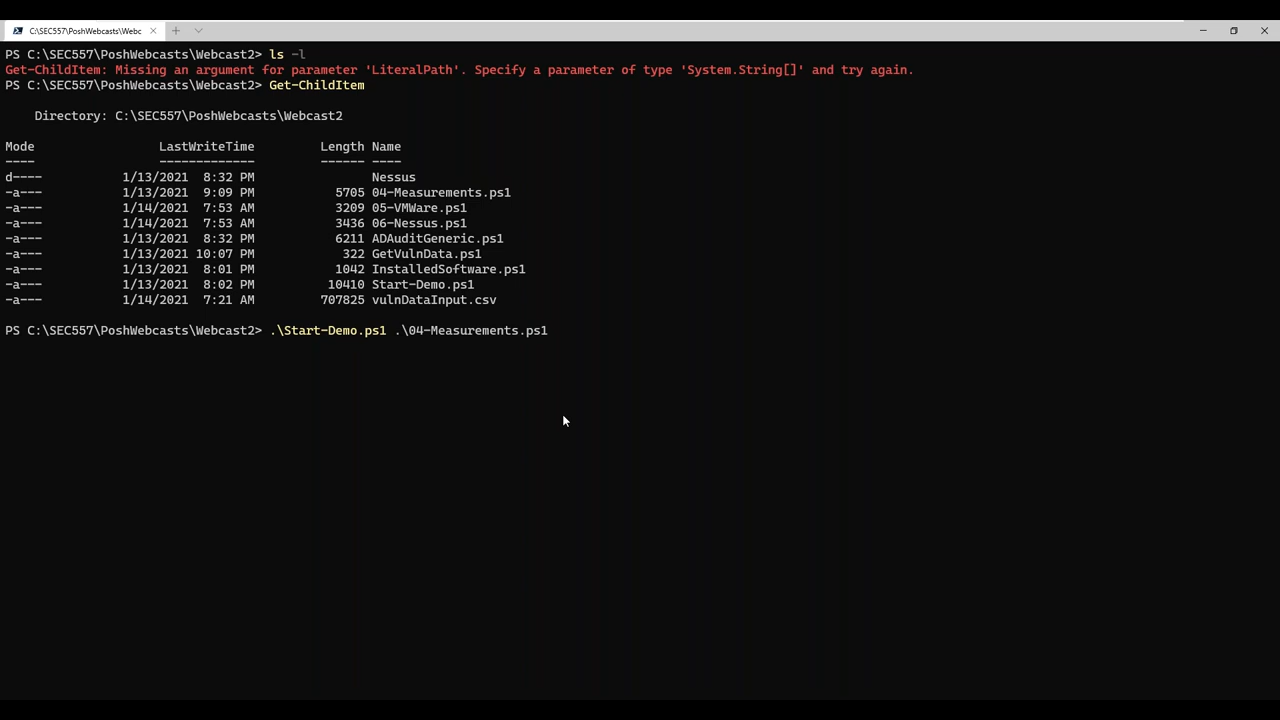 C:\SEC557\PoshWebcasts\Webc
PS C:\SEC557\PoshWebcasts\Webcast2> ls -l
Get-ChildItem: Missing an argument for parameter 'LiteralPath'. Specify a parameter of type 'System.String[]' and try again.
PS C:\SEC557\PoshWebcasts\Webcast2> Get-ChildItem
Directory: C:\SEC557\PoshWebcasts\Webcast2
Mode LastWriteTime Length Name
---- ------------- ------ ----
d---- 1/13/2021 8:32 PM Nessus
-a--- 1/13/2021 9:09 PM 5705 04-Measurements.ps1
-a--- 1/14/2021 7:53 AM 3209 05-VMWare.ps1
-a--- 1/14/2021 7:53 AM 3436 06-Nessus.ps1
-a--- 1/13/2021 8:32 PM 6211 ADAuditGeneric.ps1
-a--- 1/13/2021 10:07 PM 322 GetVulnData.ps1
-a--- 1/13/2021 8:01 PM 1042 InstalledSoftware.ps1
-a--- 1/13/2021 8:02 PM 10410 Start-Demo.ps1
-a--- 1/14/2021 7:21 AM 707825 vulnDataInput.csv
PS C:\SEC557\PoshWebcasts\Webcast2> .\Start-Demo.ps1 .\04-Measurements.ps1